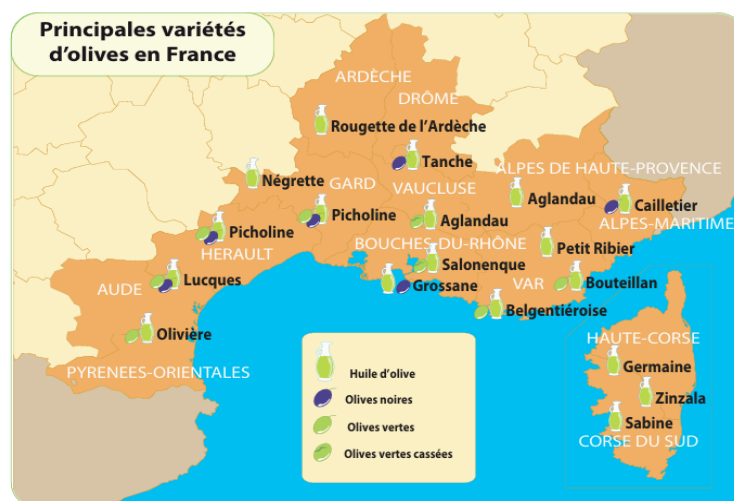 Principales variétés
d'olives en France
ARDÈCHE
DRÔME
Rougette de l'Ardèche
Tanche
ALPES DE HAUTE-PROVENCE
Négrette
GARD
VAUCLUSE
Aglandau
Cailletier
Picholine
Picholine
Aglandau
ALPES-MARITIME
HERAULT
BOUCHES-DU-RHÔNE
Petit Ribier
Salonenque
Lucques
Grossane
VAR
Bouteillan
AUDE
Belgentiéroise
Olivière
HAUTE-CORSE
PYRENEES-ORIENTALES
Germaine
Zinzala
Sabine
CORSE DU SUD
Huile d'olive
Olives noires
Olives vertes
Olives vertes cassées